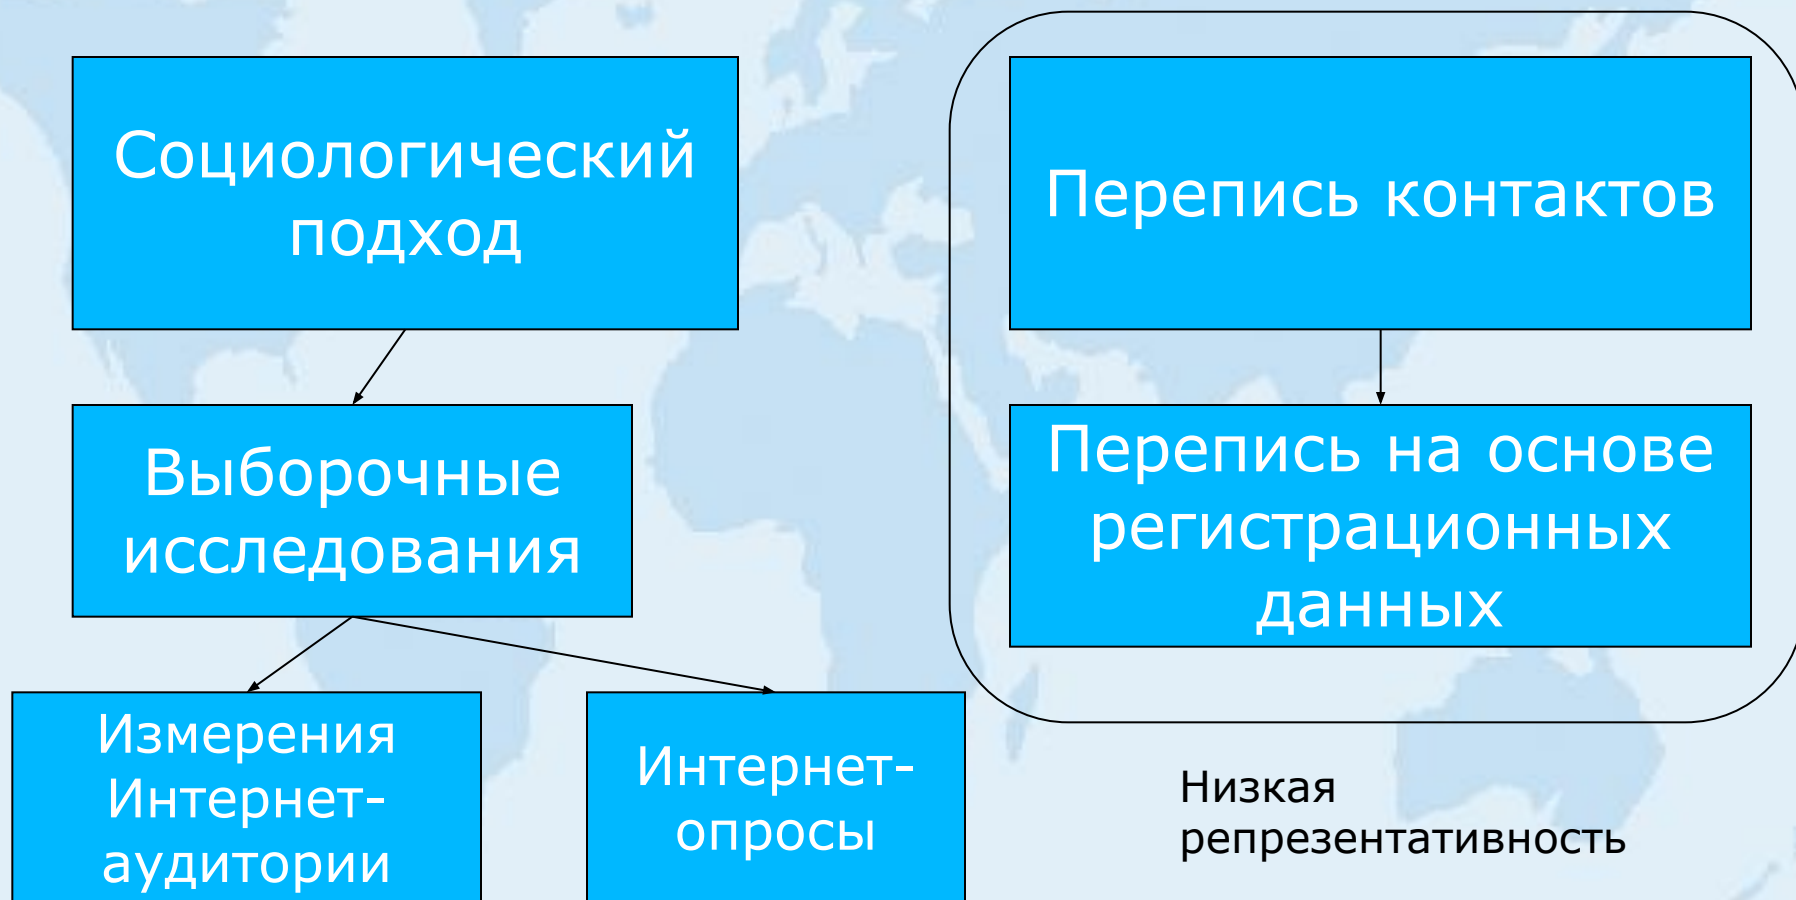 Социологический
подход
Перепись контактов
Выборочные
исследования
Перепись на основе
регистрационных
данных
Измерения
Интернет-
аудитории
Интернет-
опросы
Низкая
репрезентативность